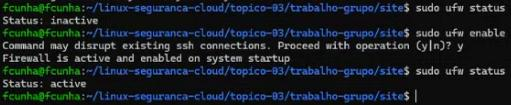 fcunha@fcunha:~/linux-seguranca-cloud/topico-03/trabalho-grupo/site$ sudo ufw status
Status: inactive
fcunha@fcunha:~/linux-seguranca-cloud/topico-03/trabalho-grupo/site$ sudo ufw enable
Command may disrupt existing ssh connections. Proceed with operation (y|n)? y
Firewall is active and enabled on system startup
fcunha@fcunha:~/linux-seguranca-cloud/topico-03/trabalho-grupo/site$ sudo ufw status
Status: active
fcunha@fcunha:~/linux-seguranca-cloud/topico-03/trabalho-grupo/site$